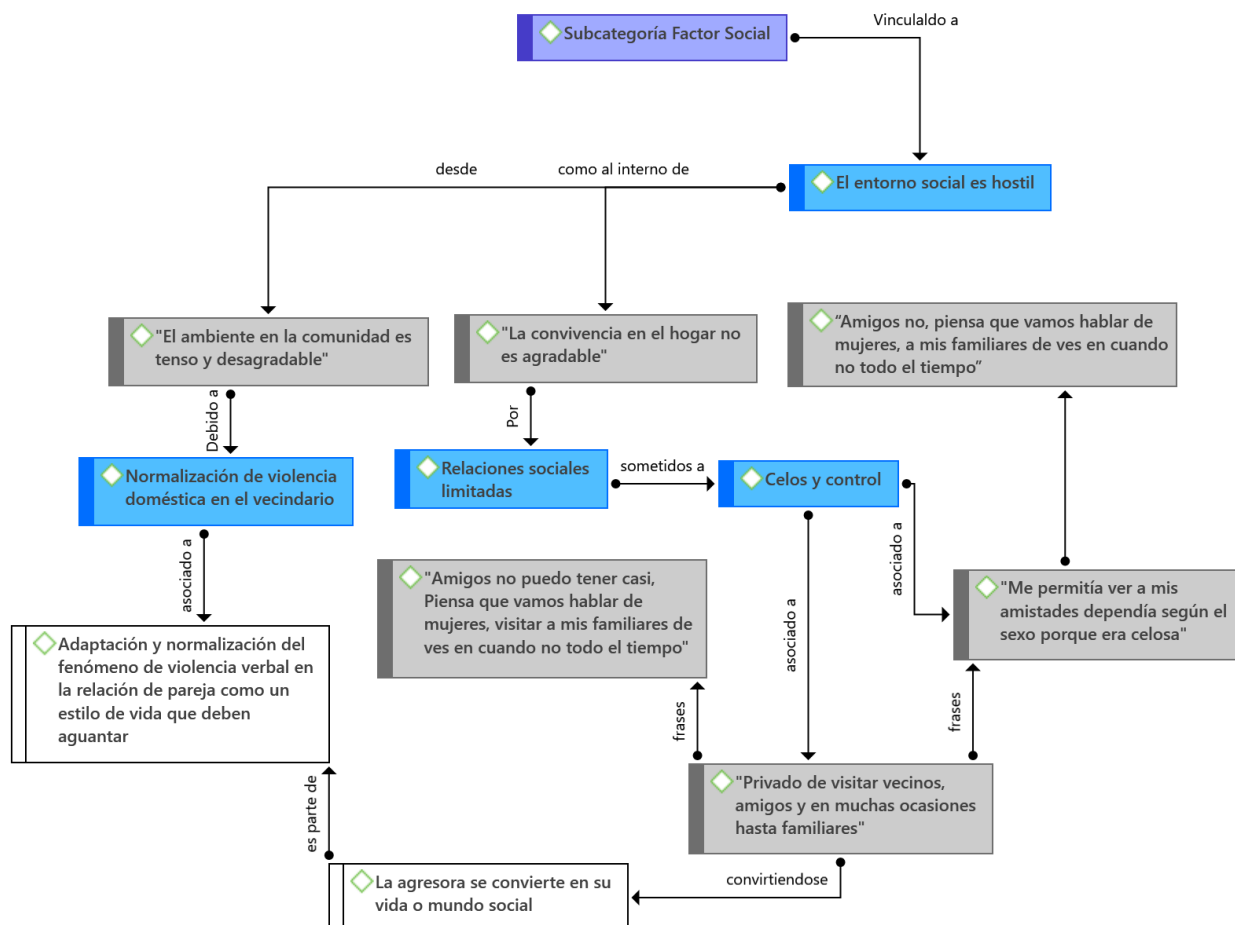 Vinculaldo a
Subcategoría Factor Social
desde
como al interno de
El entorno social es hostil
"El ambiente en la comunidad es
tenso y desagradable"
"La convivencia en el hogar no
es agradable"
“Amigos no, piensa que vamos hablar de
mujeres, a mis familiares de ves en cuando
no todo el tiempo”
Debido a
Por
Normalización de violencia
doméstica en el vecindario
Relaciones sociales
limitadas
sometidos a
Celos y control
asociado a
asociado a
asociado a
"Amigos no puedo tener casi,
Piensa que vamos hablar de
mujeres, visitar a mis familiares de
ves en cuando no todo el tiempo"
"Me permitía ver a mis
amistades dependía según el
sexo porque era celosa"
Adaptación y normalización del
fenómeno de violencia verbal en
la relación de pareja como un
estilo de vida que deben
aguantar
frases
frases
"Privado de visitar vecinos,
amigos y en muchas ocasiones
hasta familiares"
es parte de
convirtiendose
La agresora se convierte en su
vida o mundo social